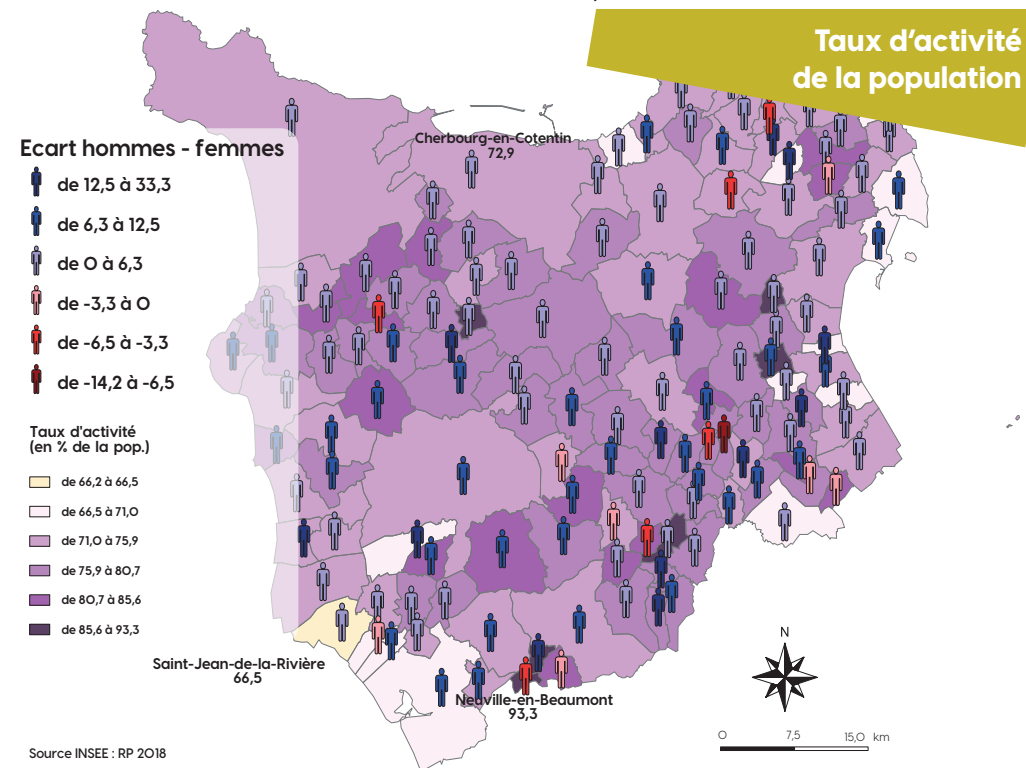 Taux d’activité
de la population
Ecart hommes - femmes
de 12,5 à 33,3
de 6,3 à 12,5
de 0 à 6,3
de -3,3 à 0
de -6,5 à -3,3
de -14,2 à -6,5
Taux d'activité
(en % de la pop.)
de 66,2 à 66,5
de 66,5 à 71,0
de 71,0 à 75,9
de 75,9 à 80,7
de 80,7 à 85,6
de 85,6 à 93,3
Cherbourg-en-Cotentin
72,9
Saint-Jean-de-la-Rivière
66,5
Neuville-en-Beaumont
93,3
N
0 7,5 15,0 km
Source INSEE : RP 2018